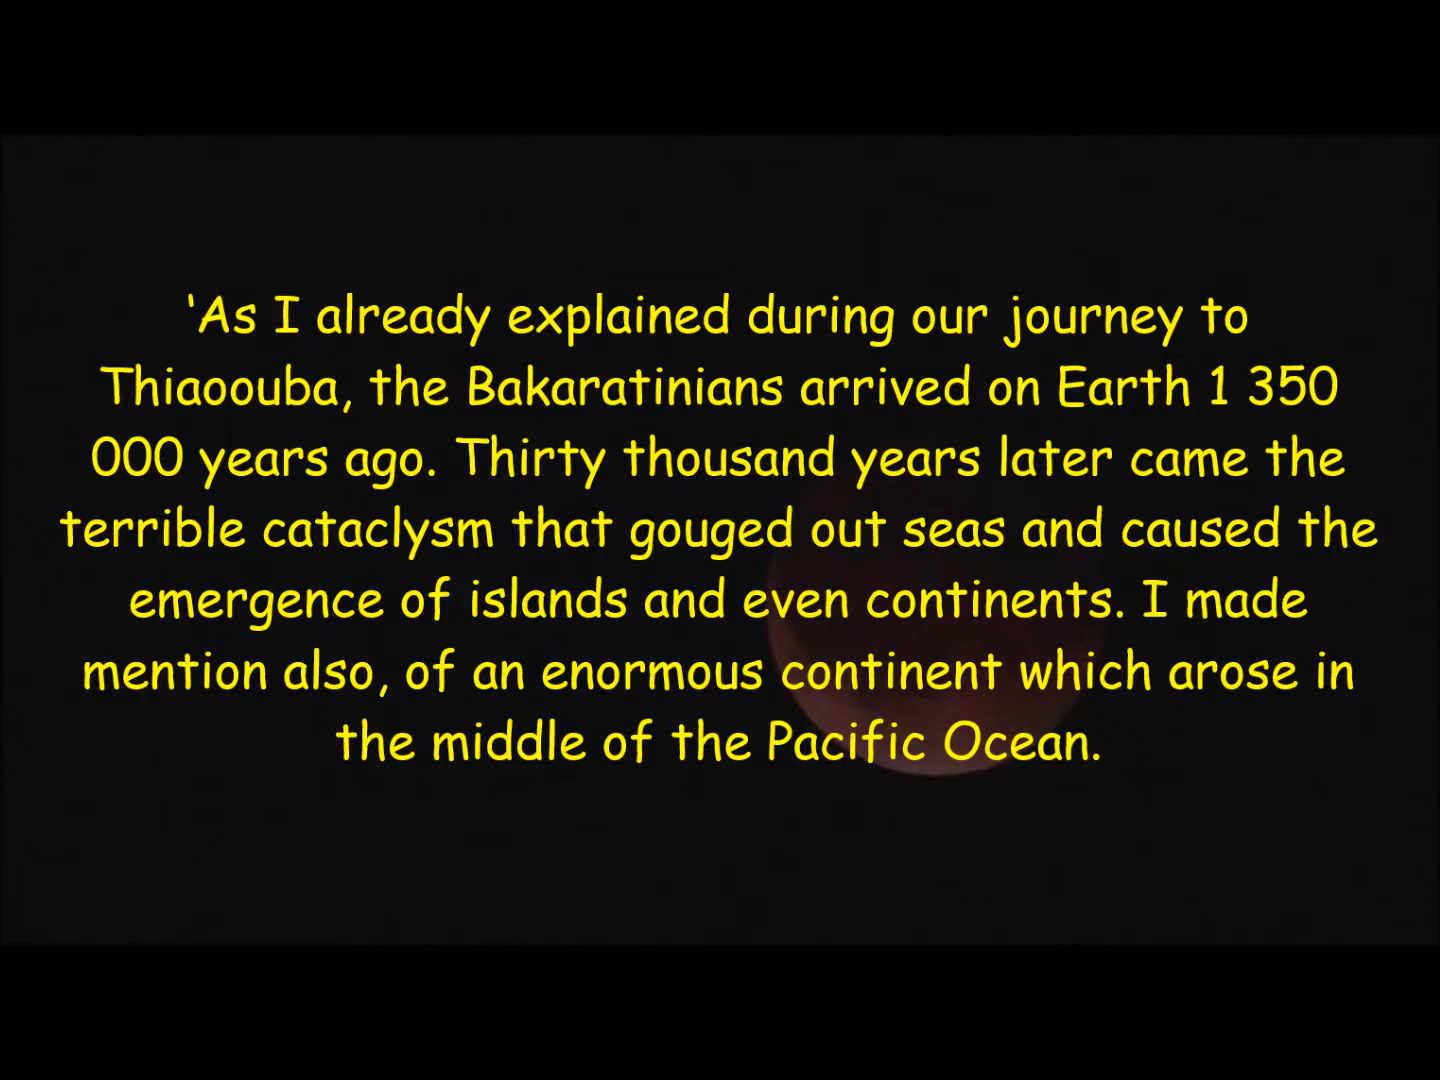 ‘As I already explained during our journey to
Thiaoouba, the Bakaratinians arrived on Earth 1 350
000 years ago. Thirty thousand years later came the
terrible cataclysm that gouged out seas and caused the
emergence of islands and even continents. I made
mention also, of an enormous continent which arose in
the middle of the Pacific Ocean.